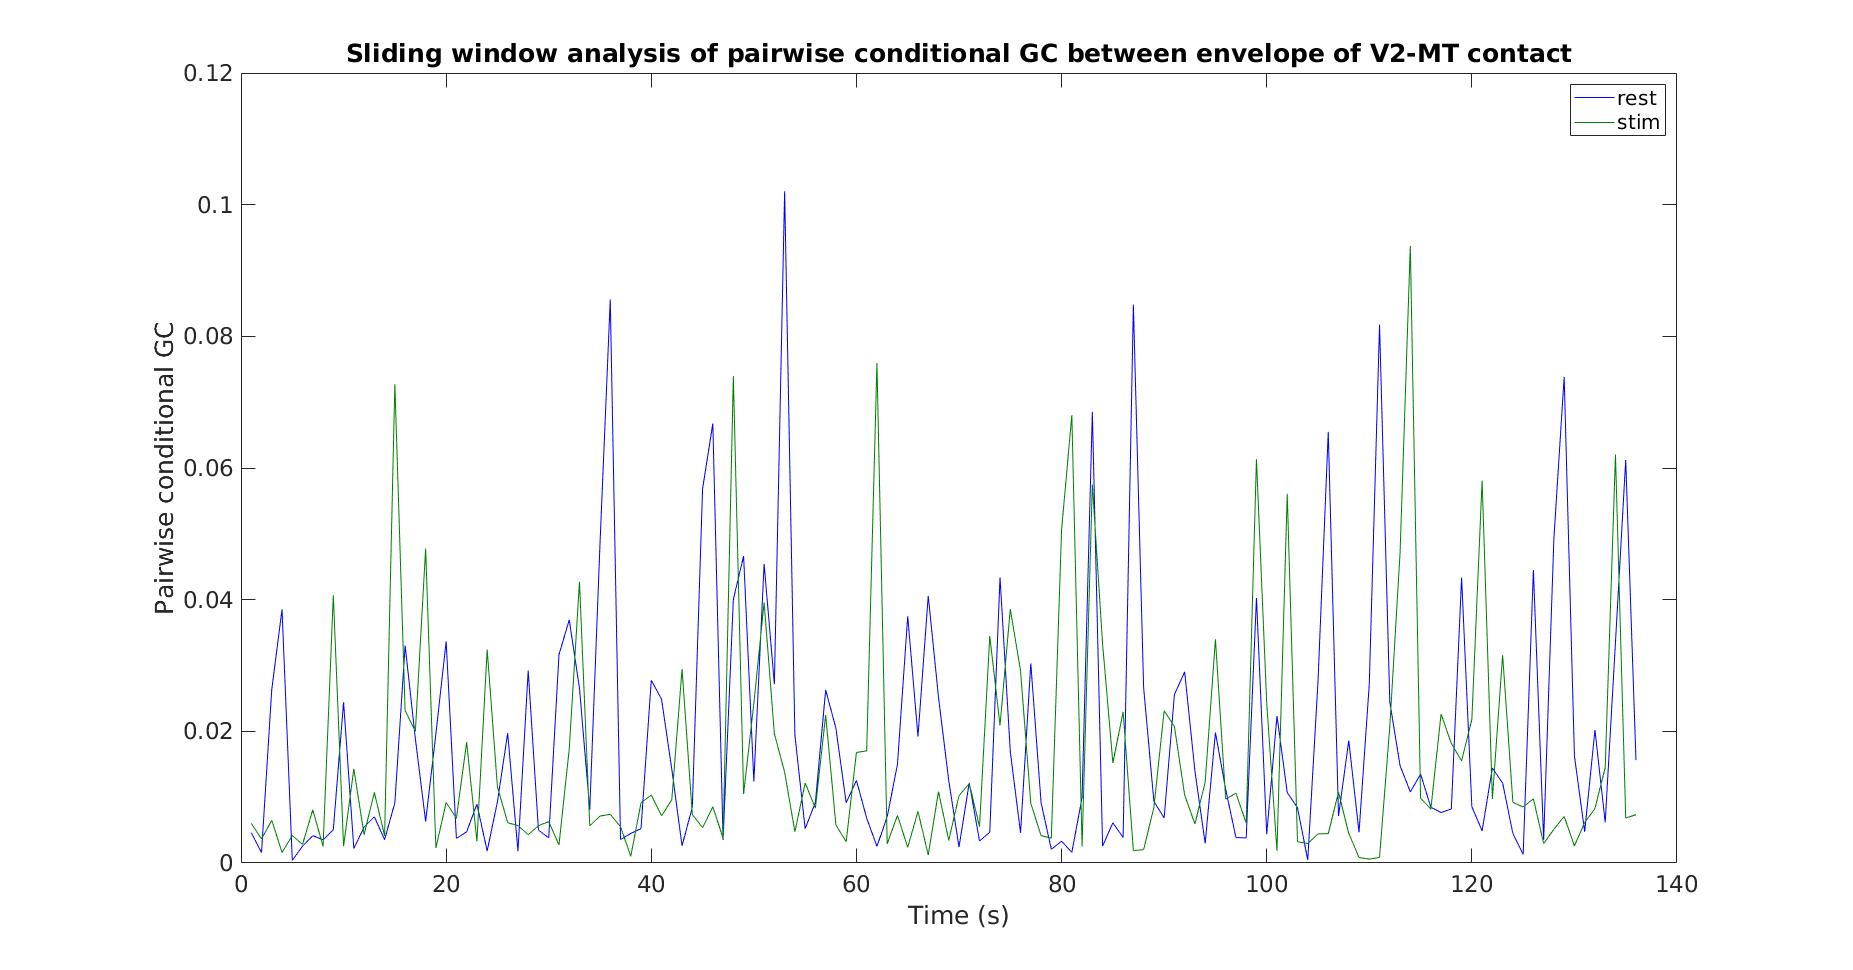 Sliding window analysis of pairwise conditional GC between envelope of V2-MT contact
0.12
0.1
0.08
0.06
0.04
0.02
0
Pairwise conditional GC
rest
stim
0 20 40 60 80 100 120 140
Time (s)